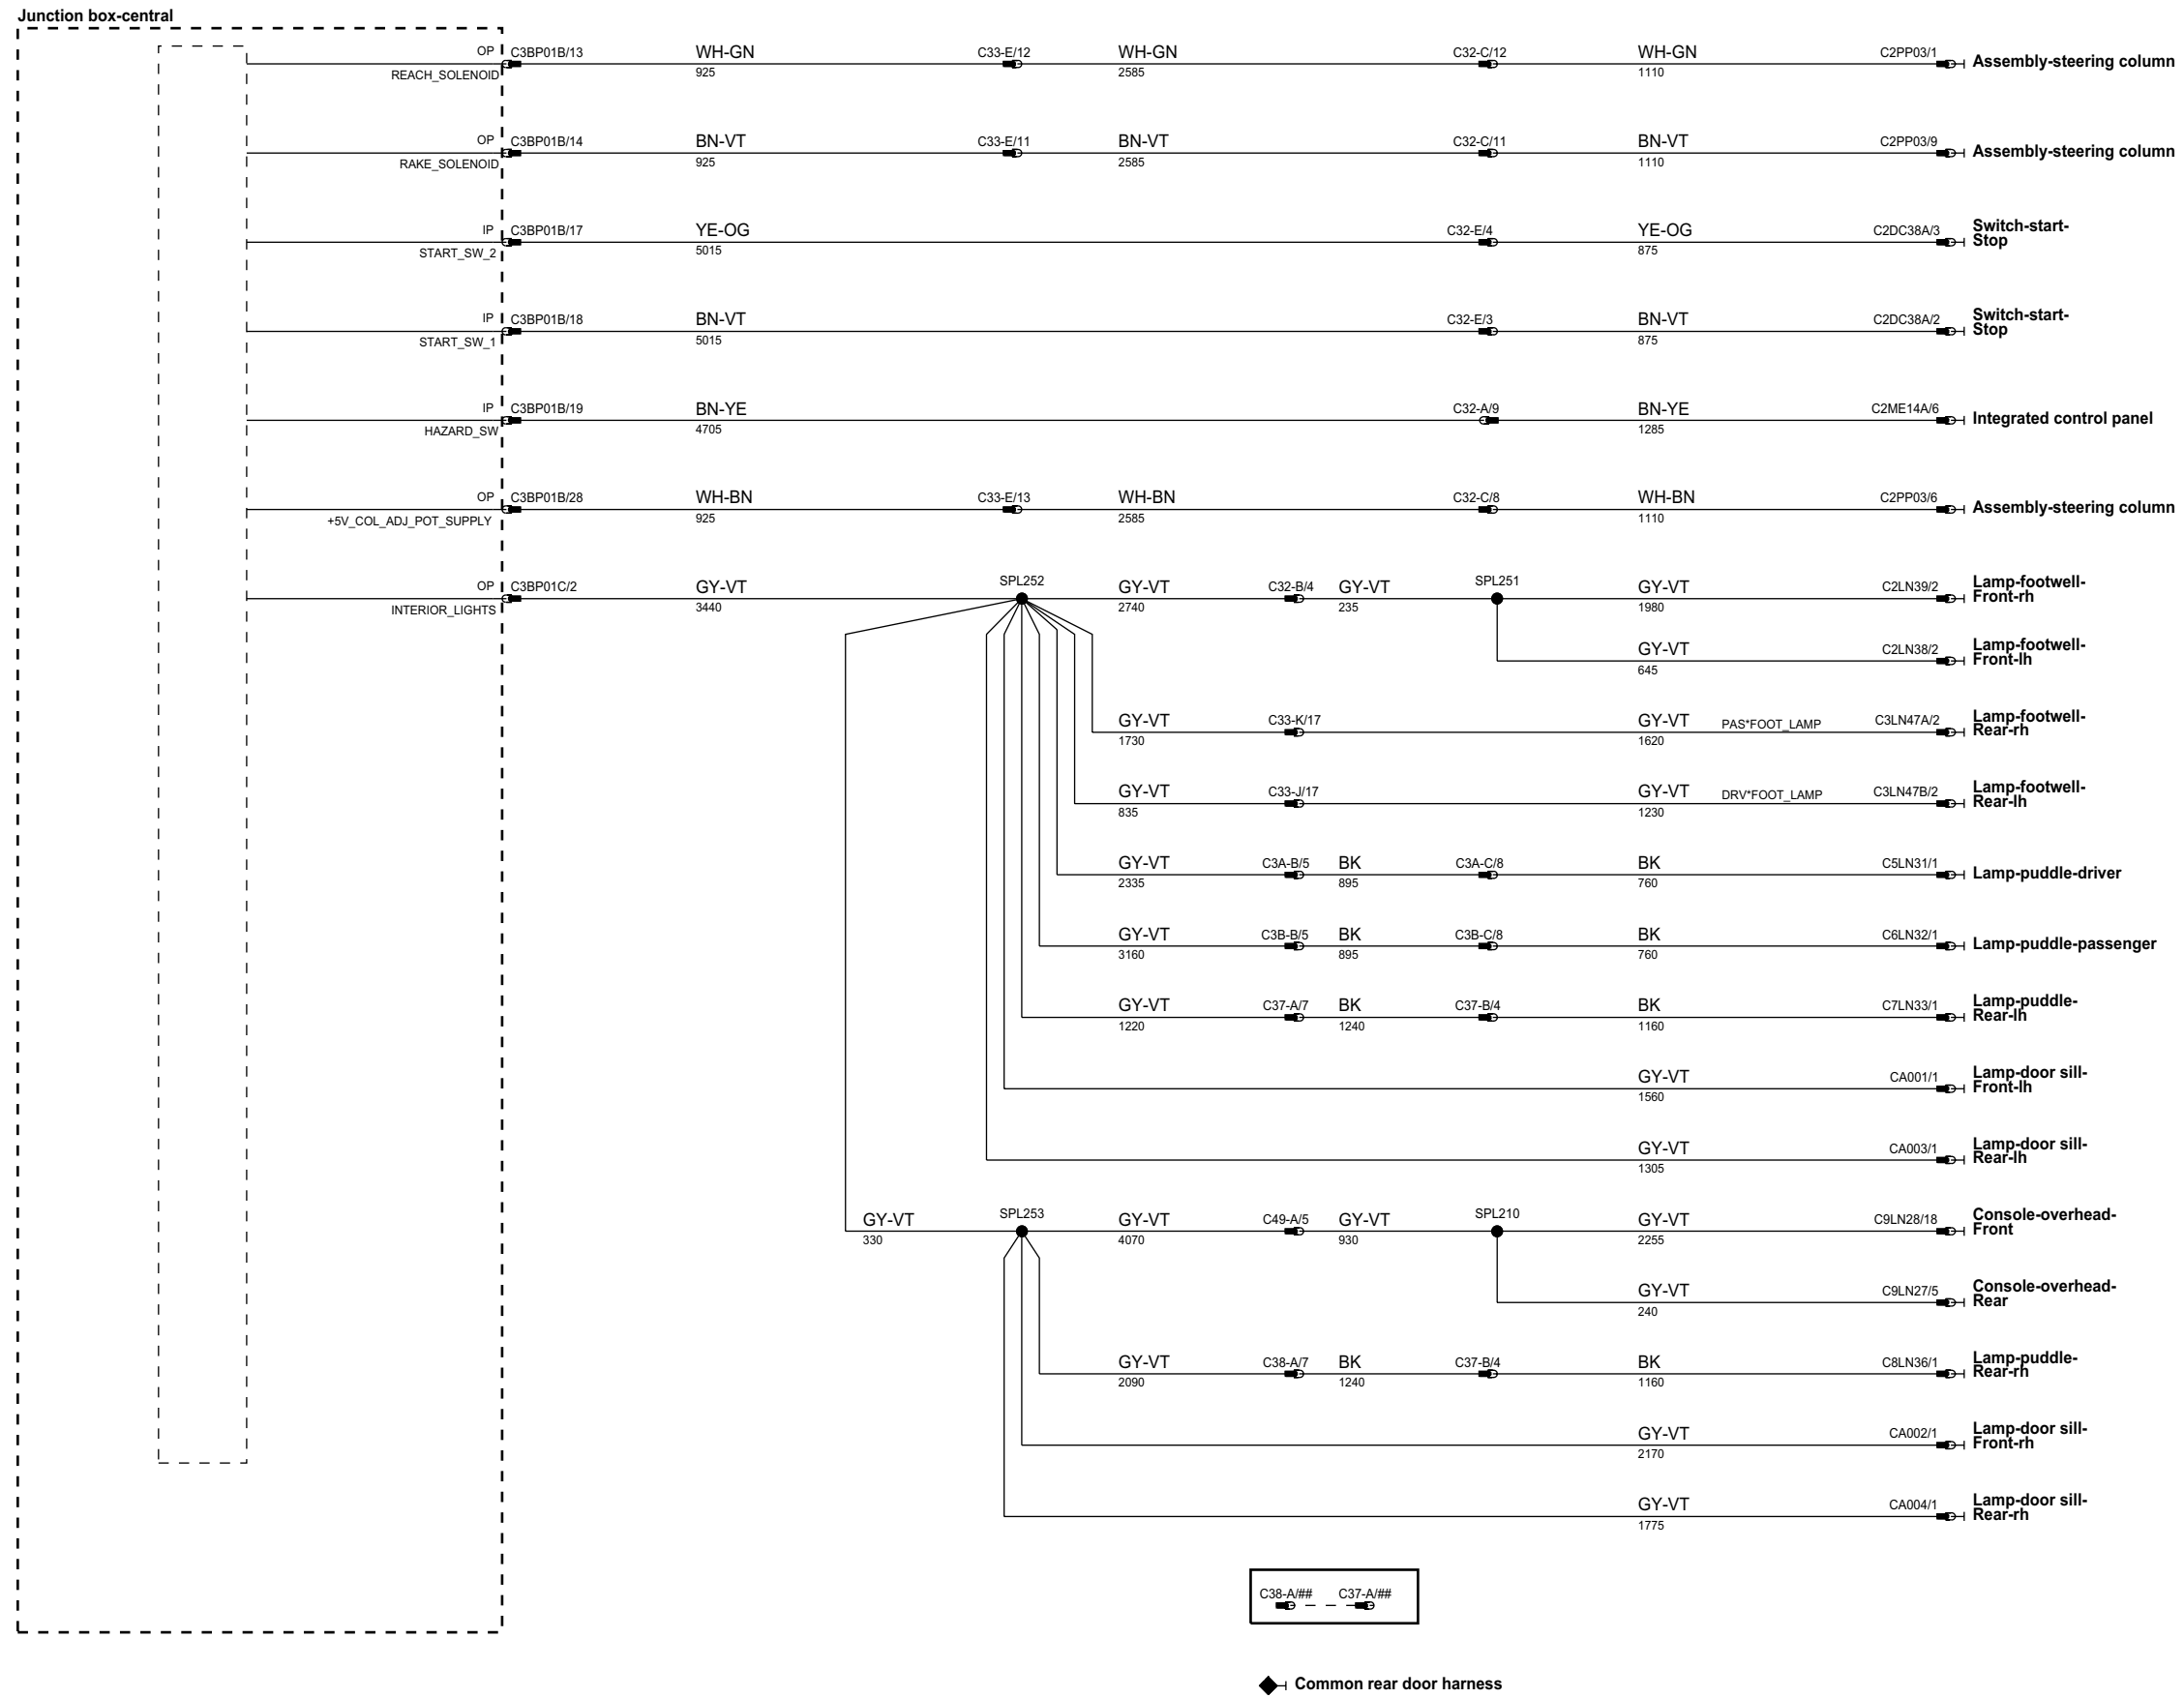 Junction box-central
OP C3BP01B/13 WH-GN C33-E/12 WH-GN C32-C/12 WH-GN C2PP03/1 Assembly-steering column
REACH_SOLENOID 925 2585 1110
OP C3BP01B/14 BN-VT C33-E/11 BN-VT C32-C/11 BN-VT C2PP03/9 Assembly-steering column
RAKE_SOLENOID 925 2585 1110
IP C3BP01B/17 YE-OG C32-E/4 YE-OG C2DC38A/3 Switch-start-
Stop
START_SW_2 5015 875
IP C3BP01B/18 BN-VT C32-E/3 BN-VT C2DC38A/2 Switch-start-
Stop
START_SW_1 5015 875
IP C3BP01B/19 BN-YE C32-A/9 BN-YE C2ME14A/6 Integrated control panel
HAZARD_SW 4705 1285
OP C3BP01B/28 WH-BN C33-E/13 WH-BN C32-C/8 WH-BN C2PP03/6 Assembly-steering column
+5V_COL_ADJ_POT_SUPPLY 925 2585 1110
OP C3BP01C/2 GY-VT SPL252 GY-VT C32-B/4 GY-VT SPL251 GY-VT C2LN39/2 Lamp-footwell-
Front-rh
INTERIOR_LIGHTS 3440 2740 235 1980
GY-VT C2LN38/2 Lamp-footwell-
Front-lh
645
GY-VT C33-K/17 GY-VT PAS*FOOT_LAMP C3LN47A/2 Lamp-footwell-
Rear-rh
1730 1620
GY-VT C33-J/17 GY-VT DRV*FOOT_LAMP C3LN47B/2 Lamp-footwell-
Rear-lh
835 1230
GY-VT C3A-B/5 BK C3A-C/8 BK C5LN31/1 Lamp-puddle-driver
2335 895 760
GY-VT C3B-B/5 BK C3B-C/8 BK C6LN32/1 Lamp-puddle-passenger
3160 895 760
GY-VT C37-A/7 BK C37-B/4 BK C7LN33/1 Lamp-puddle-
Rear-lh
1220 1240 1160
GY-VT CA001/1 Lamp-door sill-
Front-lh
1560
GY-VT CA003/1 Lamp-door sill-
Rear-lh
1305
GY-VT SPL253 GY-VT C49-A/5 GY-VT SPL210 GY-VT C9LN28/18 Console-overhead-
Front
330 4070 930 2255
GY-VT C9LN27/5 Console-overhead-
Rear
240
GY-VT C38-A/7 BK C37-B/4 BK C8LN36/1 Lamp-puddle-
Rear-rh
2090 1240 1160
GY-VT CA002/1 Lamp-door sill-
Front-rh
2170
GY-VT CA004/1 Lamp-door sill-
Rear-rh
1775
C38-A/## C37-A/##
Common rear door harness